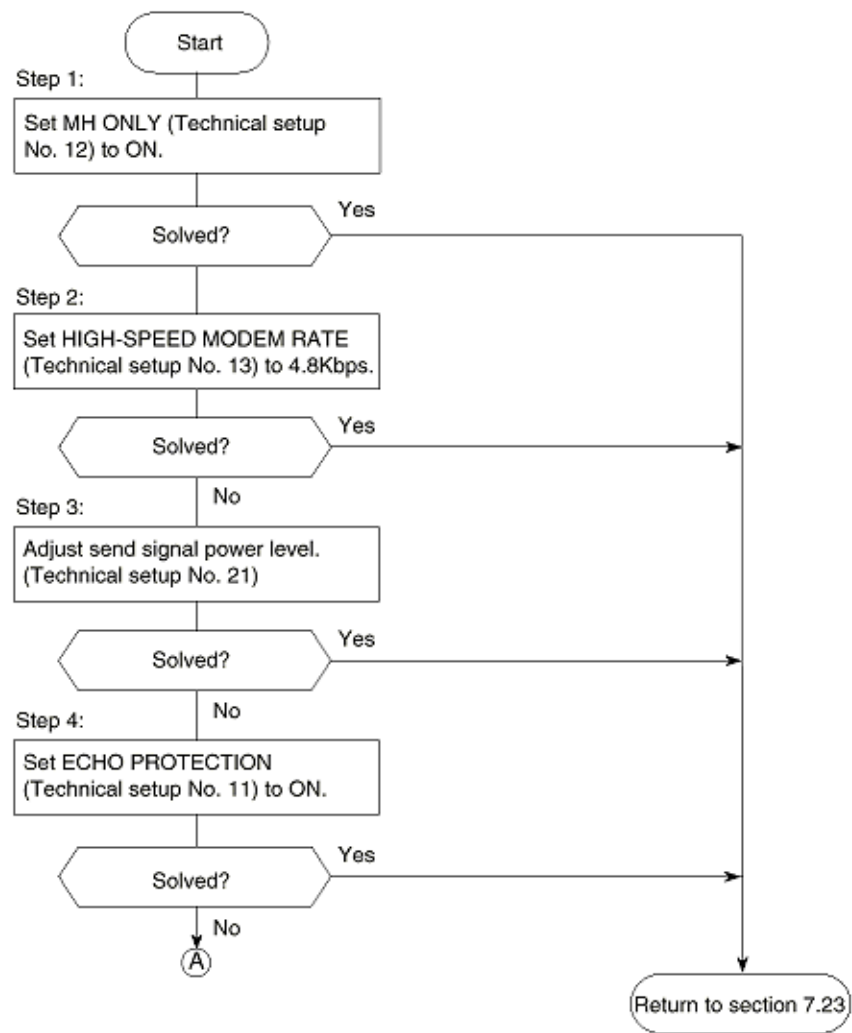 Start
Step 1:
Set MH ONLY (Technical setup
No. 12) to ON.
Yes
Solved?
Step 2:
Set HIGH-SPEED MODEM RATE
(Technical setup No. 13) to 4.8Kbps.
Yes
Solved?
No
Step 3:
Adjust send signal power level.
(Technical setup No. 21)
Yes
Solved?
No
Step 4:
Set ECHO PROTECTION
(Technical setup No. 11) to ON.
Yes
Solved?
No
A
Return to section 7.23